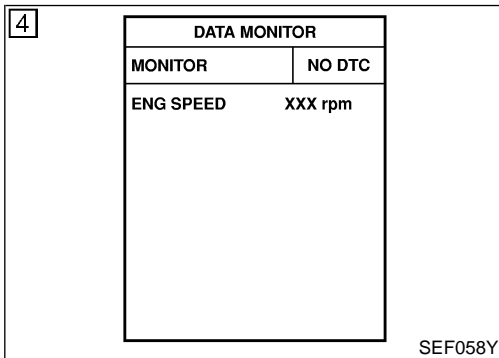 4
DATA MONITOR
MONITOR NO DTC
ENG SPEED XXX rpm
SEF058Y